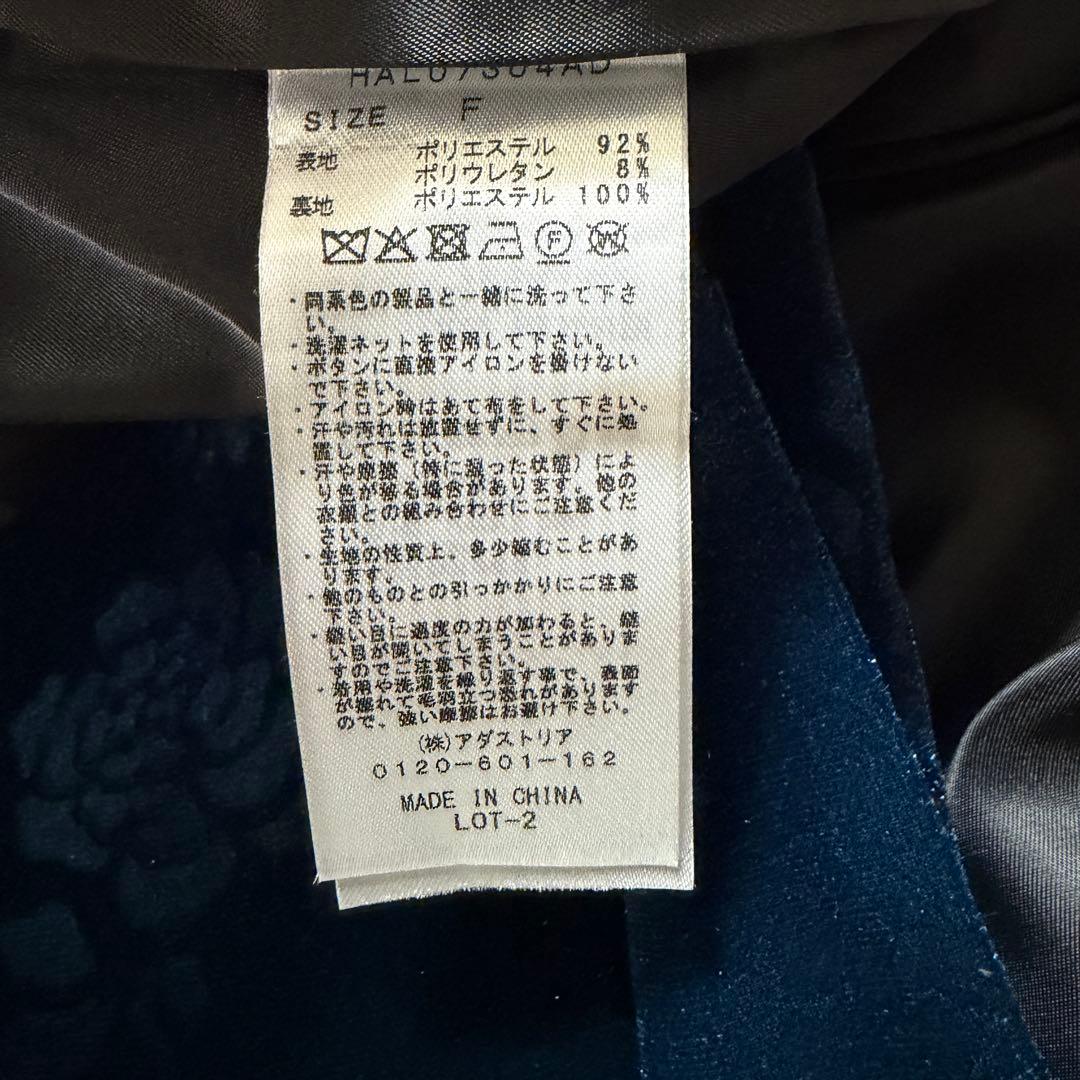 HAL07304AD
SIZE F
表地 ポリエステル 92%
ポリウレタン 8%
裏地 ポリエステル 100%
F W
・同系色の製品と一緒に洗って下さ
い。
・洗濯ネットを使用して下さい。
・ボタンに直接アイロンを掛けない
で下さい。
・アイロン時はあて布をして下さい。
・汗や汚れは放置せずに、すぐに処
置して下さい。
・汗や摩擦(特に湿った状態)によ
り色が移る場合があります。他の
衣類との組み合わせにご注意くだ
さい。
・生地の性質上、多少縮むことがあ
ります。
・他のものとの引っかかりにご注意
下さい。
・縫い目に過度の力が加わると、縫
い目が開いてしまうことがありま
すのでご注意下さい。
・着用や洗濯を繰り返す事で、表面
が擦れて毛羽立つ恐れがあります
ので、強い摩擦はお避け下さい。
(株)アダストリア
0120-601-162
MADE IN CHINA
LOT-2